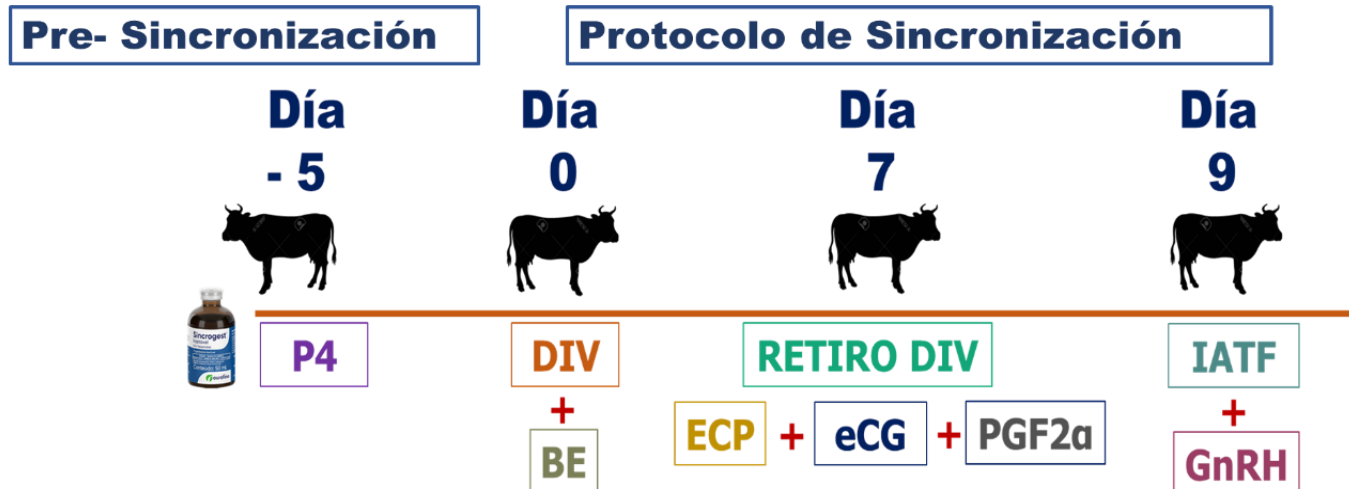 Pre- Sincronización
Protocolo de Sincronización
Día
- 5
Día
0
Día
7
Día
9
Sincrogest
P4
DIV
+
BE
RETIRO DIV
ECP + eCG + PGF2α
IATF
+
GnRH